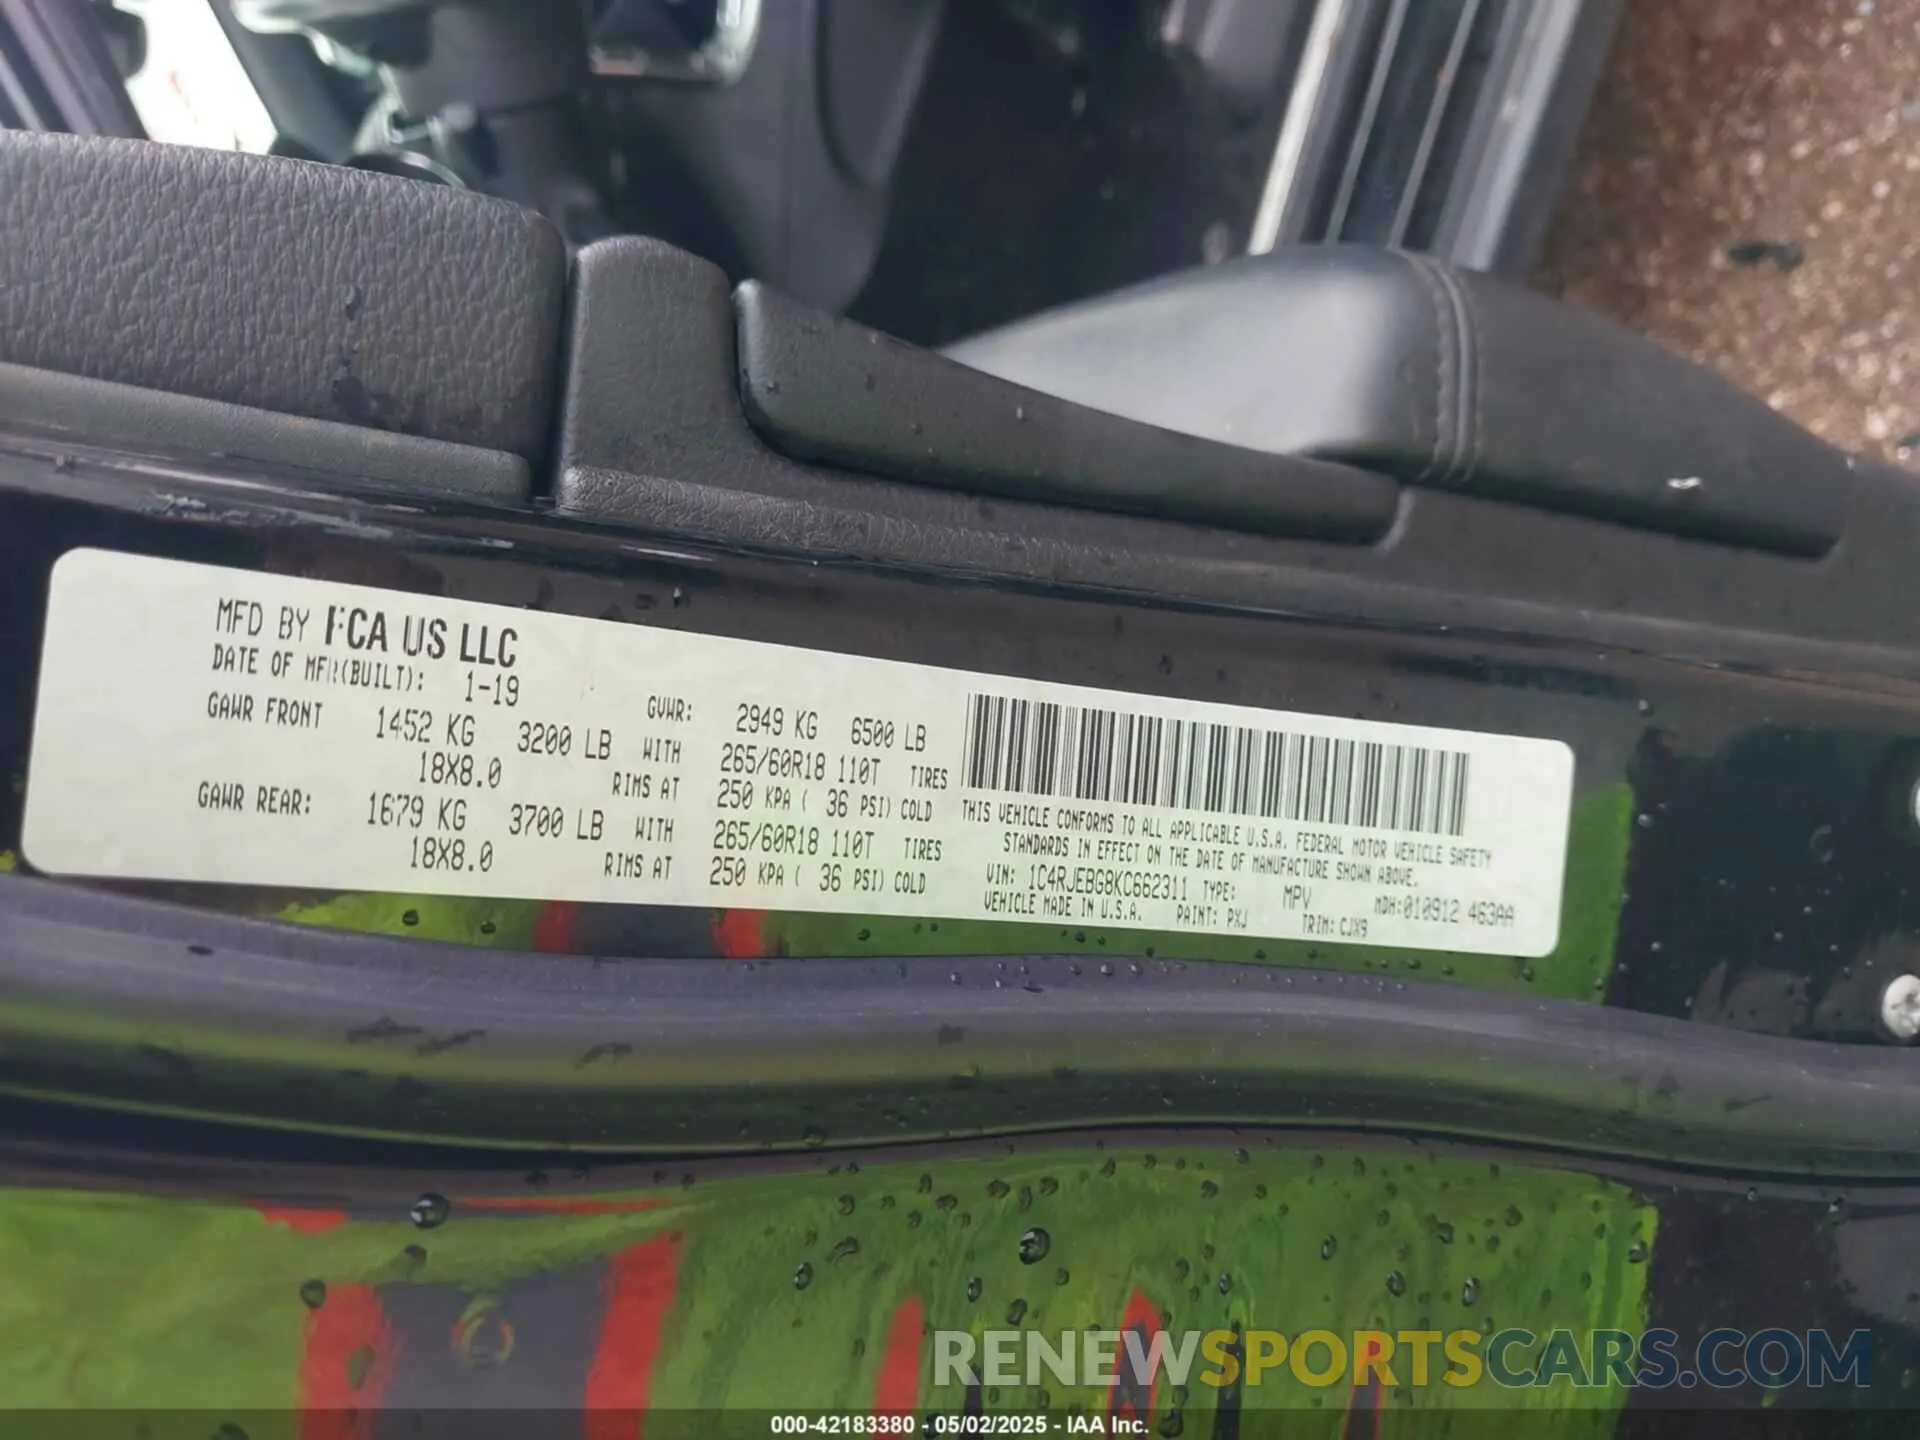 MFD BY FCA US LLC
DATE OF MFR(BUILT): 1-19
GVWR: 2949 KG 6500 LB
GAWR FRONT 1452 KG 3200 LB WITH 265/60R18 110T TIRES
18X8.0 RIMS AT 250 KPA ( 36 PSI) COLD
GAWR REAR: 1679 KG 3700 LB WITH 265/60R18 110T TIRES
18X8.0 RIMS AT 250 KPA ( 36 PSI) COLD
THIS VEHICLE CONFORMS TO ALL APPLICABLE U.S.A. FEDERAL MOTOR VEHICLE SAFETY
STANDARDS IN EFFECT ON THE DATE OF MANUFACTURE SHOWN ABOVE.
VIN: 1C4RJEBG8KC662311 TYPE: MPV MDH:010912 463AA
VEHICLE MADE IN U.S.A. PAINT: PXJ TRIM: CJX9
RENEWSPORTSCARS.COM
000-42183380 - 05/02/2025 - IAA Inc.